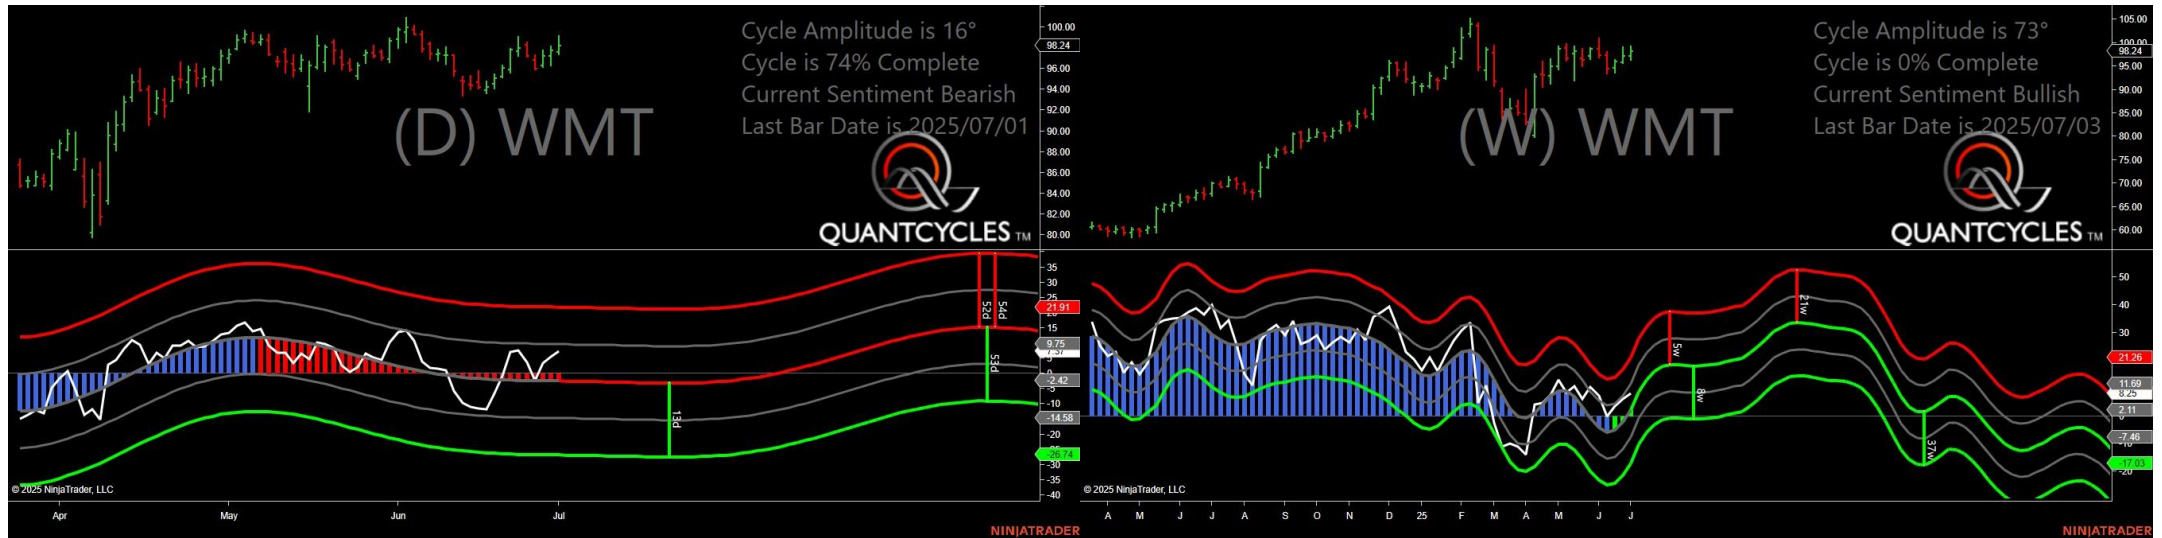 Cycle Amplitude is 16°
Cycle is 74% Complete
Current Sentiment Bearish
Last Bar Date is 2025/07/01
(D) WMT
QUANTCYCLES TM
100.00
98.24
96.00
94.00
92.00
90.00
88.00
86.00
84.00
82.00
80.00
35
30
25
21.91
15
9.75
-2.42
-10
-14.58
-20
-26.74
-30
-35
-40
13d
52d
54d
53d
© 2025 NinjaTrader, LLC
Apr May Jun Jul
NINJATRADER
Cycle Amplitude is 73°
Cycle is 0% Complete
Current Sentiment Bullish
Last Bar Date is 2025/07/03
(W) WMT
QUANTCYCLES TM
105.00
100.00
98.24
95.00
90.00
85.00
80.00
75.00
70.00
65.00
60.00
50
40
30
21.26
11.69
8.25
2.11
-7.46
-17.03
-20
5w
8w
21w
37w
© 2025 NinjaTrader, LLC
A M J J A S O N D 25 F M A M J J
NINJATRADER